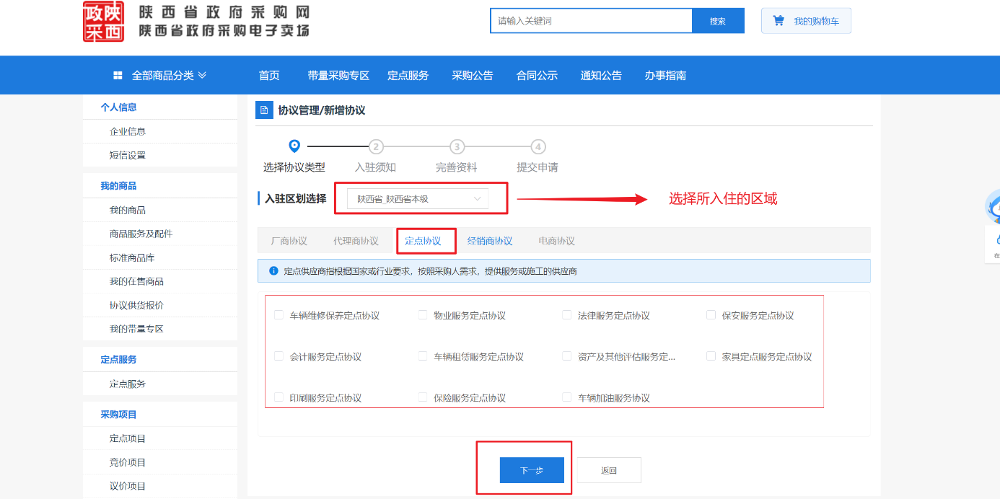 政陕
采西
陕西省政府采购网
陕西省政府采购电子卖场
请输入关键词
搜索
我的购物车
全部商品分类
首页
带量采购专区
定点服务
采购公告
合同公示
通知公告
办事指南
个人信息
企业信息
短信设置
我的商品
我的商品
商品服务及配件
标准商品库
我的在售商品
协议供货报价
我的带量专区
定点服务
定点服务
采购项目
定点项目
竞价项目
议价项目
协议管理/新增协议
2
3
4
选择协议类型
入驻须知
完善资料
提交申请
入驻区划选择
陕西省_陕西省本级
选择所入住的区域
厂商协议
代理商协议
定点协议
经销商协议
电商协议
定点供应商指根据国家或行业要求，按照采购人需求，提供服务或施工的供应商
车辆维修保养定点协议
物业服务定点协议
法律服务定点协议
保安服务定点协议
会计服务定点协议
车辆租赁服务定点协议
资产及其他评估服务定...
家具定点服务定点协议
印刷服务定点协议
保险服务定点协议
车辆加油服务协议
下一步
返回
在